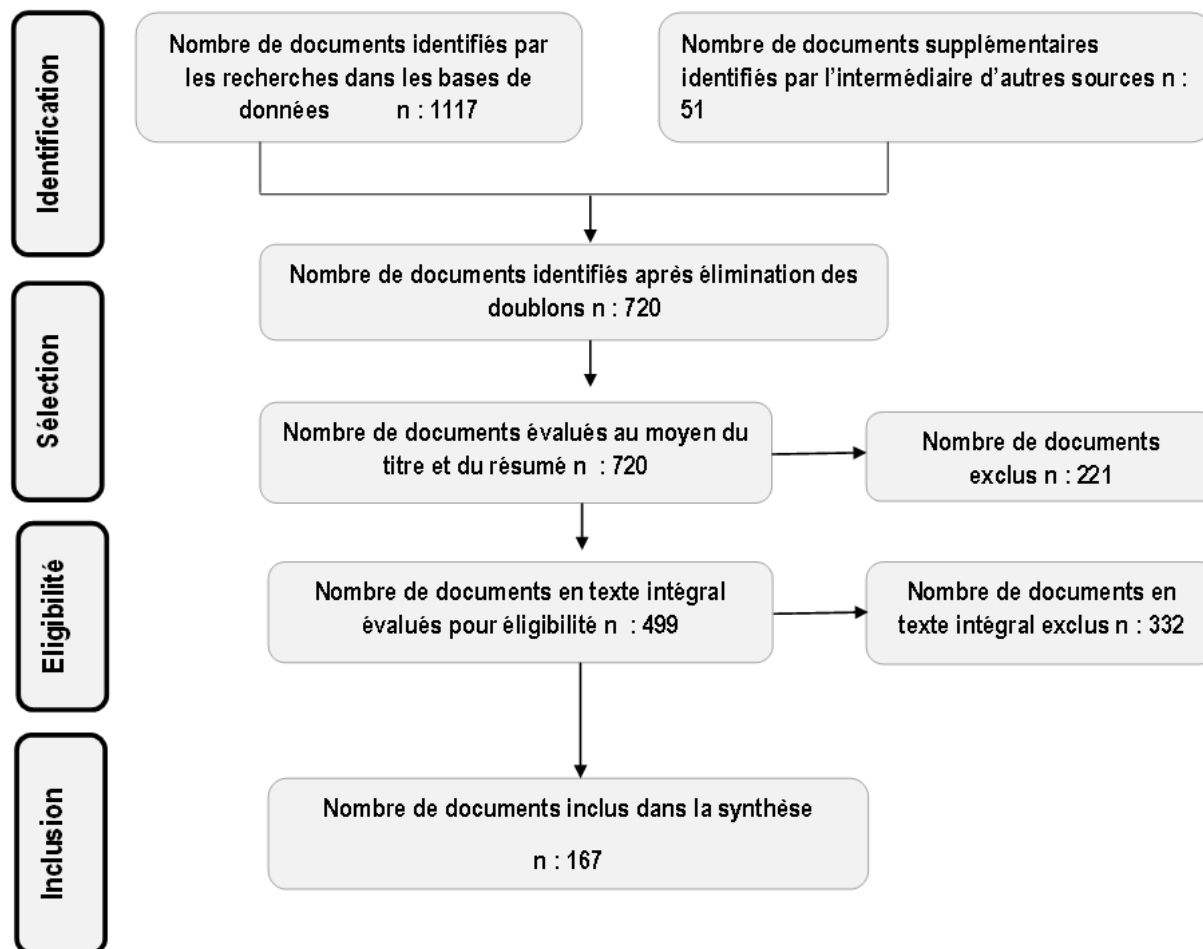 Identification
Nombre de documents identifiés par
les recherches dans les bases de
données n : 1117
Nombre de documents supplémentaires
identifiés par l'intermédiaire d'autres sources n :
51
Nombre de documents identifiés après élimination des
doublons n : 720
Sélection
Nombre de documents évalués au moyen du
titre et du résumé n : 720
Nombre de documents
exclus n : 221
Eligibilité
Nombre de documents en texte intégral
évalués pour éligibilité n : 499
Nombre de documents en
texte intégral exclus n : 332
Inclusion
Nombre de documents inclus dans la synthèse
n : 167